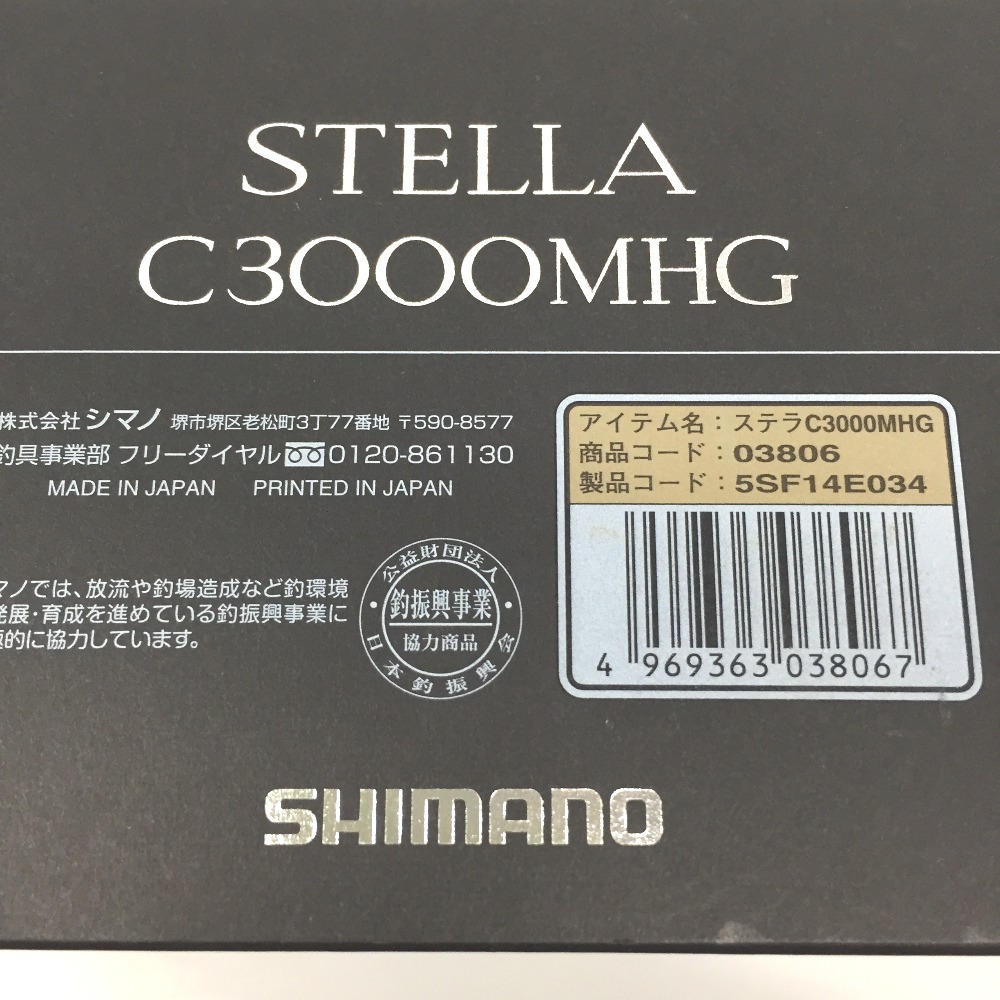 STELLA
C3000MHG
株式会社 シマノ 堺市堺区老松町3丁77番地 〒590-8577
釣具事業部 フリーダイヤル 0120-861130
MADE IN JAPAN PRINTED IN JAPAN
マノでは、放流や釣場造成など釣環境
発展・育成を進めている釣振興事業に
的に協力しています。
公益財団法人
釣振興事業
協力商品
日本釣振興会
アイテム名：ステラC3000MHG
商品コード：03806
製品コード：5SF14E034
4 969363 038067
SHIMANO